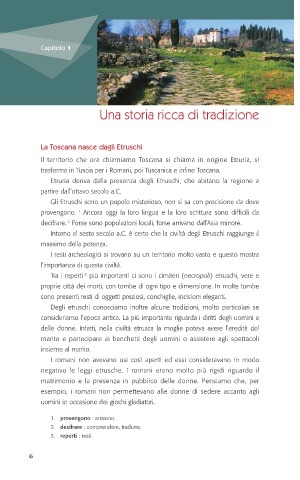 Capitolo 1
Una storia ricca di tradizione
La Toscana nasce dagli Etruschi
Il territorio che ora chiamiamo Toscana si chiama in origine Etruria, si
trasforma in Tuscia per i Romani, poi Tuscanica e infine Toscana.
Etruria deriva dalla presenza degli Etruschi, che abitano la regione a
partire dall'ottavo secolo a.C.
Gli Etruschi sono un popolo misterioso, non si sa con precisione da dove
provengono. 1 Ancora oggi la loro lingua e la loro scrittura sono difficili da
decifrare. 2 Forse sono popolazioni locali, forse arrivano dall'Asia minore.
Intorno al sesto secolo a.C. è certo che la civiltà degli Etruschi raggiunge il
massimo della potenza.
I resti archeologici si trovano su un territorio molto vasto e questo mostra
l'importanza di questa civiltà.
Tra i reperti 3 più importanti ci sono i cimiteri (necropoli) etruschi, vere e
proprie città dei morti, con tombe di ogni tipo e dimensione. In molte tombe
sono presenti resti di oggetti preziosi, conchiglie, incisioni eleganti.
Degli etruschi conosciamo inoltre alcune tradizioni, molto particolari se
consideriamo l'epoca antica. La più importante riguarda i diritti degli uomini e
delle donne. Infatti, nella civiltà etrusca la moglie poteva avere l'eredità del
marito e partecipare ai banchetti degli uomini o assistere agli spettacoli
insieme al marito.
I romani non avevano usi così aperti ed essi consideravano in modo
negativo le leggi etrusche. I romani erano molto più rigidi riguardo il
matrimonio e la presenza in pubblico delle donne. Pensiamo che, per
esempio, i romani non permettevano alle donne di sedere accanto agli
uomini in occasione dei giochi gladiatori.
1. provengono : arrivano.
2. decifrare : comprendere, tradurre.
3. reperti : resti.
6